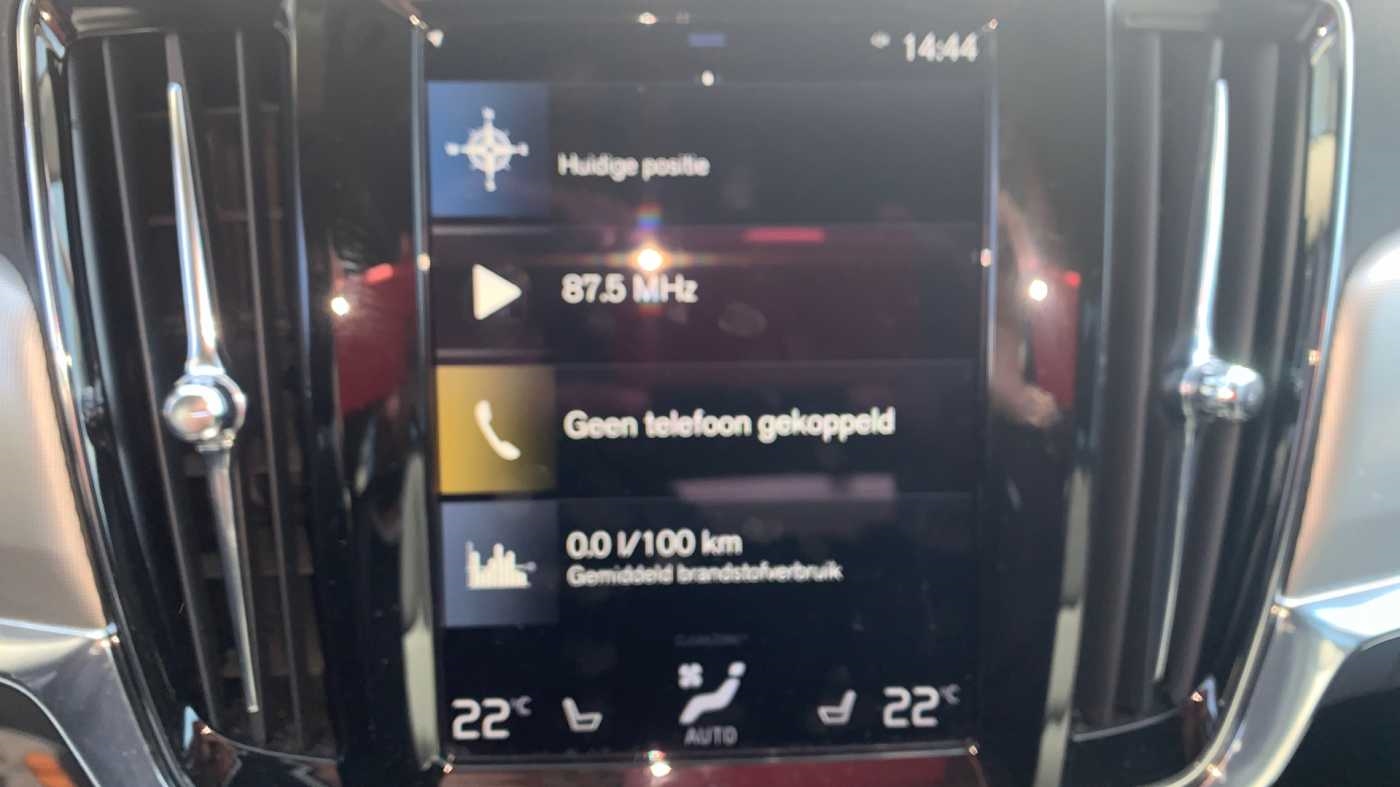 14:44
Huidige positie
87.5 MHz
Geen telefoon gekoppeld
0.0 l/100 km
Gemiddeld brandstofverbruik
22°C
AUTO
22°C